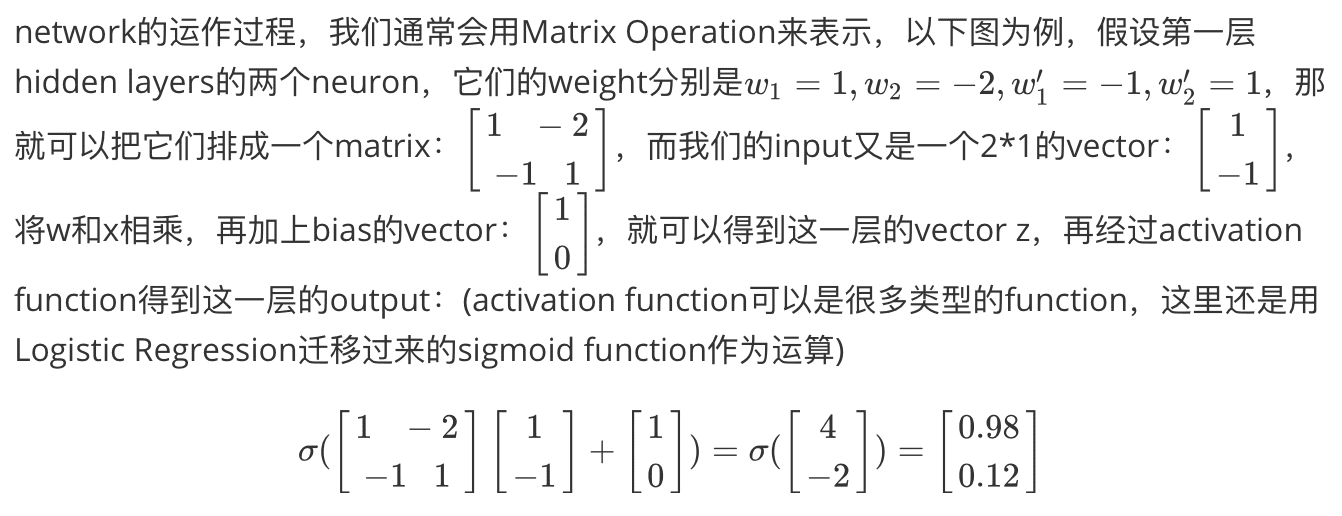 network的运作过程，我们通常会用Matrix Operation来表示，以下图为例，假设第一层
hidden layers的两个neuron，它们的weight分别是$w_1 = 1, w_2 = -2, w_1' = -1, w_2' = 1$，那
就可以把它们排成一个matrix：$\begin{bmatrix} 1 & -2 \\ -1 & 1 \end{bmatrix}$，而我们的input又是一个2*1的vector：$\begin{bmatrix} 1 \\ -1 \end{bmatrix}$，
将w和x相乘，再加上bias的vector：$\begin{bmatrix} 1 \\ 0 \end{bmatrix}$，就可以得到这一层的vector z，再经过activation
function得到这一层的output：(activation function可以是很多类型的function，这里还是用
Logistic Regression迁移过来的sigmoid function作为运算)
$\sigma(\begin{bmatrix} 1 & -2 \\ -1 & 1 \end{bmatrix} \begin{bmatrix} 1 \\ -1 \end{bmatrix} + \begin{bmatrix} 1 \\ 0 \end{bmatrix}) = \sigma(\begin{bmatrix} 4 \\ -2 \end{bmatrix}) = \begin{bmatrix} 0.98 \\ 0.12 \end{bmatrix}$